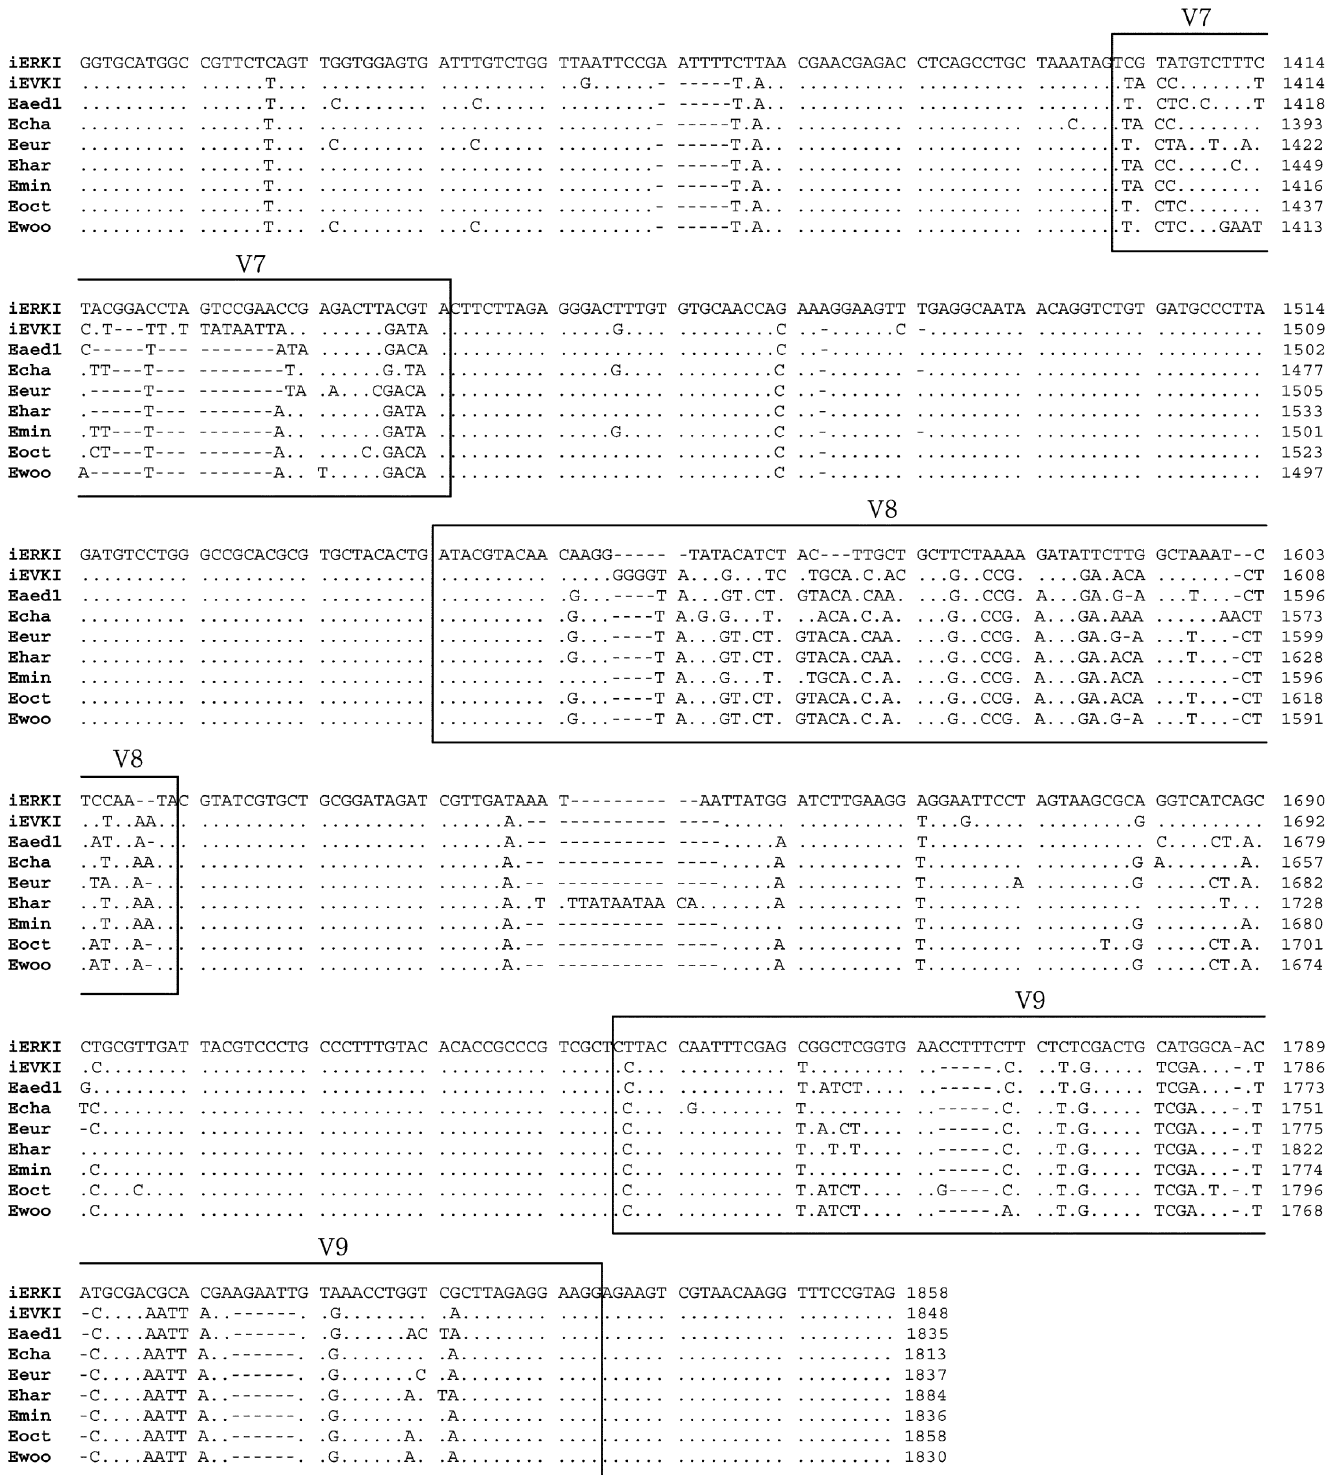 V7
iERKI GGTGCATGGC CGTTCTCAGT TGGTGGAGTG ATTTGTCTGG TTAATTCCGA ATTTTCTTAA CGAACGAGAC CTCAGCCTGC TAAATAGTCG TATGTCTTTC 1414
iEVKI .......... ......T... .......... .......... ...G.....- -----T.A.. .......... .......... ........TA CC.......T 1414
Eaed1 .......... ......T... .C........ ...C...... .........- -----T.A.. .......... .......... ........T. CTC.C....T 1418
Echa .......... ......T... .......... .......... .........- -----T.A.. .......... .......... ...C....TA CC........ 1393
Eeur .......... ......T... .C........ ...C...... .........- -----T.A.. .......... .......... ........T. CTA..T..A. 1422
Ehar .......... ......T... .......... .......... .........- -----T.A.. .......... .......... ........TA CC.....C.. 1449
Emin .......... ......T... .......... .......... .........- -----T.A.. .......... .......... ........TA CC........ 1416
Eoct .......... ......T... .......... .......... .........- -----T.A.. .......... .......... ........T. CTC....... 1437
Ewoo .......... ......T... .C........ ...C...... .........- -----T.A.. .......... .......... ........T. CTC...GAAT 1413
V7
iERKI TACGGACCTA GTCCGAACCG AGACTTACGT ACTTCTTAGA GGGACTTTGT GTGCAACCAG AAAGGAAGTT TGAGGCAATA ACAGGTCTGT GATGCCCTTA 1514
iEVKI C.T---TT.T TATAATTA.. ......GATA .......... .....G.... ........C. ..-....C.. .......... .......... .......... 1509
Eaed1 C-----T--- -------ATA ......GACA .......... .......... ........C. ..-....... .......... .......... .......... 1502
Echa .TT---T--- --------T. ......G.TA .......... .....G.... ........C. .......... -......... .......... .......... 1477
Eeur .-----T--- --------TA .A...CGACA .......... .......... ........C. ..-....... .......... .......... .......... 1505
Ehar .-----T--- -------A.. ......GATA .......... .......... ........C. ..-....... .......... .......... .......... 1533
Emin .TT---T--- -------A.. ......GATA .......... .....G.... ........C. .......... -......... .......... .......... 1501
Eoct .CT---T--- -------A.. ....C.GACA .......... .......... ........C. ..-....... .......... .......... .......... 1523
Ewoo A-----T--- -------A.. T.....GACA .......... .......... ........C. ..-....... .......... .......... .......... 1497
V8
iERKI GATGTCCTGG GCCGCACGCG TGCTACACTG ATACGTACAA CAAGG----- -TATACATCT AC---TTGCT GCTTCTAAAA GATATTCTTG GCTAAAT--C 1603
iEVKI .......... .......... .......... .......... .....GGGGT A...G...TC .TGCA.C.AC ...G..CCG. ....GA.ACA .......-CT 1608
Eaed1 .......... .......... .......... .......... .G...----T A...GT.CT. GTACA.CAA. ...G..CCG. A...GA.G-A ...T...-CT 1596
Echa .......... .......... .......... .......... .G...----T A.G.G...T. ..ACA.C.A. ...G..CCG. A...GA.AAA ......AACT 1573
Eeur .......... .......... .......... .......... .G...----T A...GT.CT. GTACA.CAA. ...G..CCG. A...GA.G-A ...T...-CT 1599
Ehar .......... .......... .......... .......... .G...----T A...GT.CT. GTACA.CAA. ...G..CCG. A...GA.ACA ...T...-CT 1628
Emin .......... .......... .......... .......... .....----T A...G...T. .TGCA.C.A. ...G..CCG. A...GA.ACA .......-CT 1596
Eoct .......... .......... .......... .......... .G...----T A...GT.CT. GTACA.C.A. ...G..CCG. A...GA.ACA ...T...-CT 1618
Ewoo .......... .......... .......... .......... .G...----T A...GT.CT. GTACA.C.A. ...G..CCG. A...GA.G-A ...T...-CT 1591
V8
iERKI TCCAA--TAC GTATCGTGCT GCGGATAGAT CGTTGATAAA T--------- --AATTATGG ATCTTGAAGG AGGAATTCCT AGTAAGCGCA GGTCATCAGC 1690
iEVKI ..T..AA... .......... .......... ......A.-- ---------- --........ .......... T...G..... .........G .......... 1692
Eaed1 .AT..A-... .......... .......... ......A.-- ---------- --.....A.. .......... T......... .......... C....CT.A. 1679
Echa ..T..AA... .......... .......... ......A.-- ---------- --.....A.. .......... T......... .........G A.......A. 1657
Eeur .TA..A-... .......... .......... ......A.-- ---------- --.....A.. .......... T.......A. .........G .....CT.A. 1682
Ehar ..T..AA... .......... .......... ......A..T .TTATAATAA CA........ A......... T......... .......... ......T... 1728
Emin ..T..AA... .......... .......... ......A.-- ---------- --........ .......... T......... .........G ........A. 1680
Eoct .AT..A-... .......... .......... ......A.-- ---------- --.....A.. .......... T......... ......T..G .....CT.A. 1701
Ewoo .AT..A-... .......... .......... ......A.-- ---------- --.....A.. .......... T......... .........G .....CT.A. 1674
V9
iERKI CTGCGTTGAT TACGTCCCTG CCCTTTGTAC ACACCGCCCG TCGCTCTTAC CAATTTCGAG CGGCTCGGTG AACCTTTCTT CTCTCGACTG CATGGCA-AC 1789
iEVKI .C........ .......... .......... .......... ......C... .......... T......... ...-----C. ..T.G..... TCGA...-.T 1786
Eaed1 G......... .......... .......... .......... ......C... .......... T.ATCT.... ...-----C. ..T.G..... TCGA...-.T 1773
Echa TC........ .......... .......... .......... ......C... .G........ T......... ...-----C. ..T.G..... TCGA...-.T 1751
Eeur -C........ .......... .......... .......... ......C... .......... T.A.CT.... ...-----C. ..T.G..... TCGA...-.T 1775
Ehar .......... .......... .......... .......... ......C... .......... T..T.T.... ...-----C. ..T.G..... TCGA...-.T 1822
Emin .C........ .......... .......... .......... ......C... .......... T......... ...-----C. ..T.G..... TCGA...-.T 1774
Eoct .C..C..... .......... .......... .......... ......C... .......... T.ATCT.... ...G----C. ..T.G..... TCGA.T.-.T 1796
Ewoo .C........ .......... .......... .......... ......C... .......... T.ATCT.... ...-----A. ..T.G..... TCGA...-.T 1768
V9
iERKI ATGCGACGCA CGAAGAATTG TAAACCTGGT CGCTTAGAGG AAGGAGAAGT CGTAACAAGG TTTCCGTAG 1858
iEVKI -C....AATT A..------. .G........ .A........ .......... .......... ......... 1848
Eaed1 -C....AATT A..------. .G......AC TA........ .......... .......... ......... 1835
Echa -C....AATT A..------. .G........ .A........ .......... .......... ......... 1813
Eeur -C....AATT A..------. .G.......C .A........ .......... .......... ......... 1837
Ehar -C....AATT A..------. .G......A. TA........ .......... .......... ......... 1884
Emin -C....AATT A..------. .G........ .A........ .......... .......... ......... 1836
Eoct -C....AATT A..------. .G......A. .A........ .......... .......... ......... 1858
Ewoo -C....AATT A..------. .G......A. .A........ .......... .......... ......... 1830